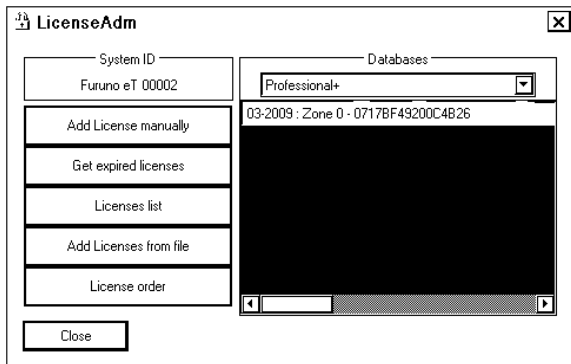 LicenseAdm
System ID
Furuno eT 00002
Add License manually
Get expired licenses
Licenses list
Add Licenses from file
License order
Close
Databases
Professional+
03-2009 : Zone 0 - 0717BF49200C4B26